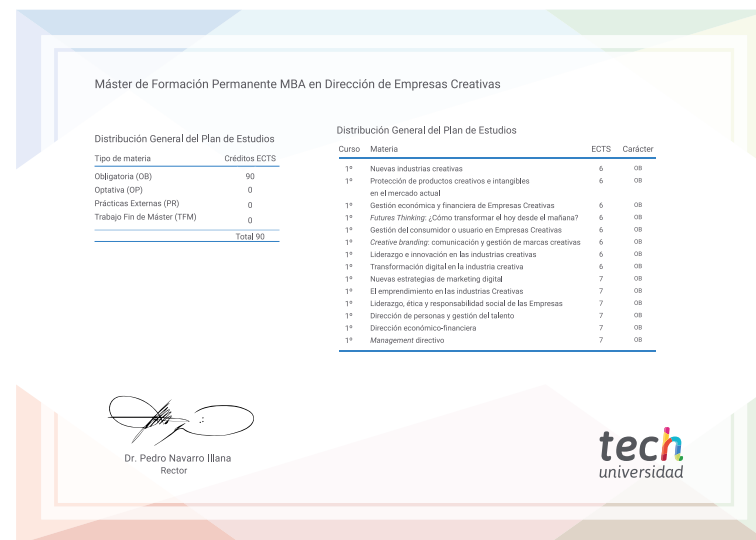 Máster de Formación Permanente MBA en Dirección de Empresas Creativas
Distribución General del Plan de Estudios
Tipo de materia Créditos ECTS
Obligatoria (OB) 90
Optativa (OP) 0
Prácticas Externas (PR) 0
Trabajo Fin de Máster (TFM) 0
Total 90
Distribución General del Plan de Estudios
Curso Materia ECTS Carácter
1º Nuevas industrias creativas 6 OB
1º Protección de productos creativos e intangibles 6 OB
en el mercado actual
1º Gestión económica y financiera de Empresas Creativas 6 OB
1º Futures Thinking: ¿Cómo transformar el hoy desde el mañana? 6 OB
1º Gestión del consumidor o usuario en Empresas Creativas 6 OB
1º Creative branding: comunicación y gestión de marcas creativas 6 OB
1º Liderazgo e innovación en las industrias creativas 6 OB
1º Transformación digital en la industria creativa 6 OB
1º Nuevas estrategias de marketing digital 7 OB
1º El emprendimiento en las industrias Creativas 7 OB
1º Liderazgo, ética y responsabilidad social de las Empresas 7 OB
1º Dirección de personas y gestión del talento 7 OB
1º Dirección económico-financiera 7 OB
1º Management directivo 7 OB
Dr. Pedro Navarro Illana
Rector
tech
universidad